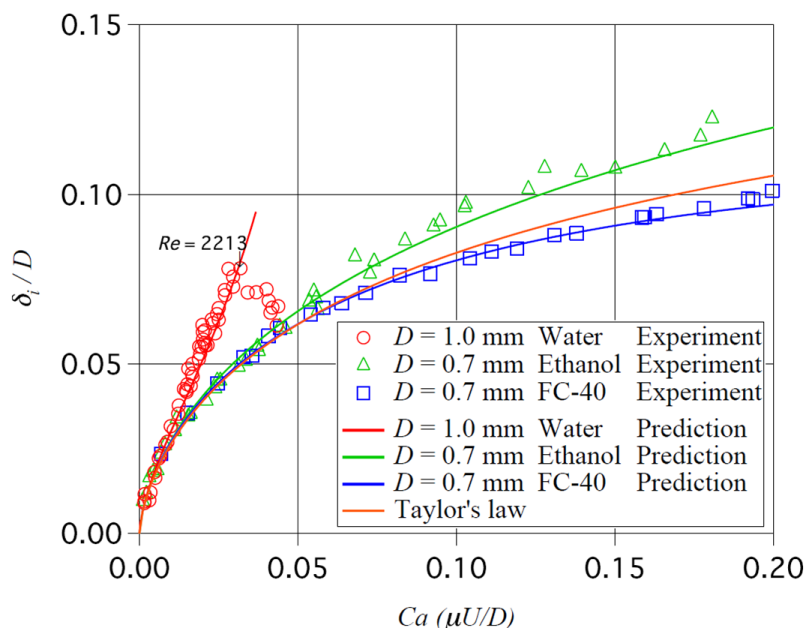 0.15
0.10
0.05
0.00
δi / D
Re = 2213
D = 1.0 mm Water Experiment
D = 0.7 mm Ethanol Experiment
D = 0.7 mm FC-40 Experiment
D = 1.0 mm Water Prediction
D = 0.7 mm Ethanol Prediction
D = 0.7 mm FC-40 Prediction
Taylor's law
0.00 0.05 0.10 0.15 0.20
Ca (μU/D)